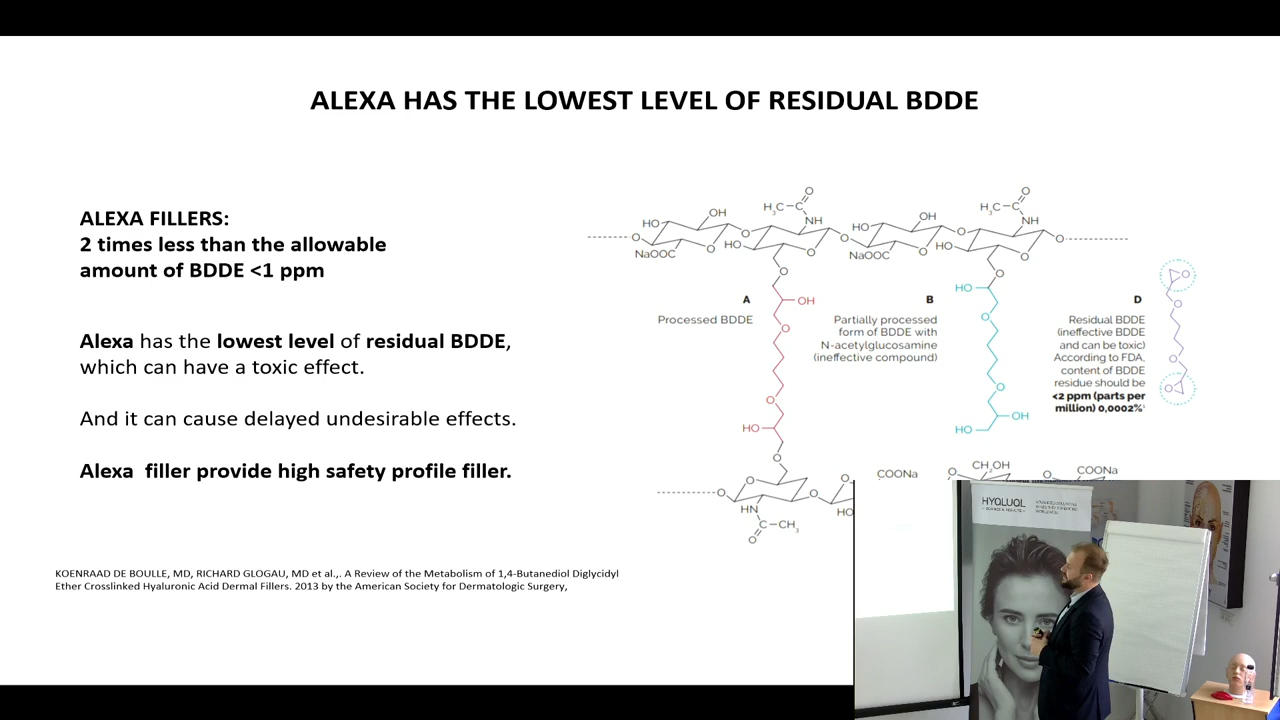 ALEXA HAS THE LOWEST LEVEL OF RESIDUAL BDDE
ALEXA FILLERS:
2 times less than the allowable
amount of BDDE <1 ppm
Alexa has the lowest level of residual BDDE,
which can have a toxic effect.
And it can cause delayed undesirable effects.
Alexa filler provide high safety profile filler.
KOENRAAD DE BOULLE, MD, RICHARD GLOGAU, MD et al.,. A Review of the Metabolism of 1,4-Butanediol Diglycidyl
Ether Crosslinked Hyaluronic Acid Dermal Fillers. 2013 by the American Society for Dermatologic Surgery,
O
H₃C-C
O
H₃C-C
HO
OH
NH
HO
OH
NH
O
O
HO
O
O
O
HO
O
O
NaOOC
O
NaOOC
O
O
O
HO
A
OH
Processed BDDE
O
O
HO
O
B
Partially processed
form of BDDE with
N-acetylglucosamine
(ineffective compound)
O
O
OH
HO
D
Residual BDDE
(ineffective BDDE
and can be toxic)
According to FDA,
content of BDDE
residue should be
<2 ppm (parts per
million) 0,0002%
O
O
O
O
O
O
O
HN
HO
C-CH₃
O
COONa
O
CH₂OH
O
COONa
HYALUAL